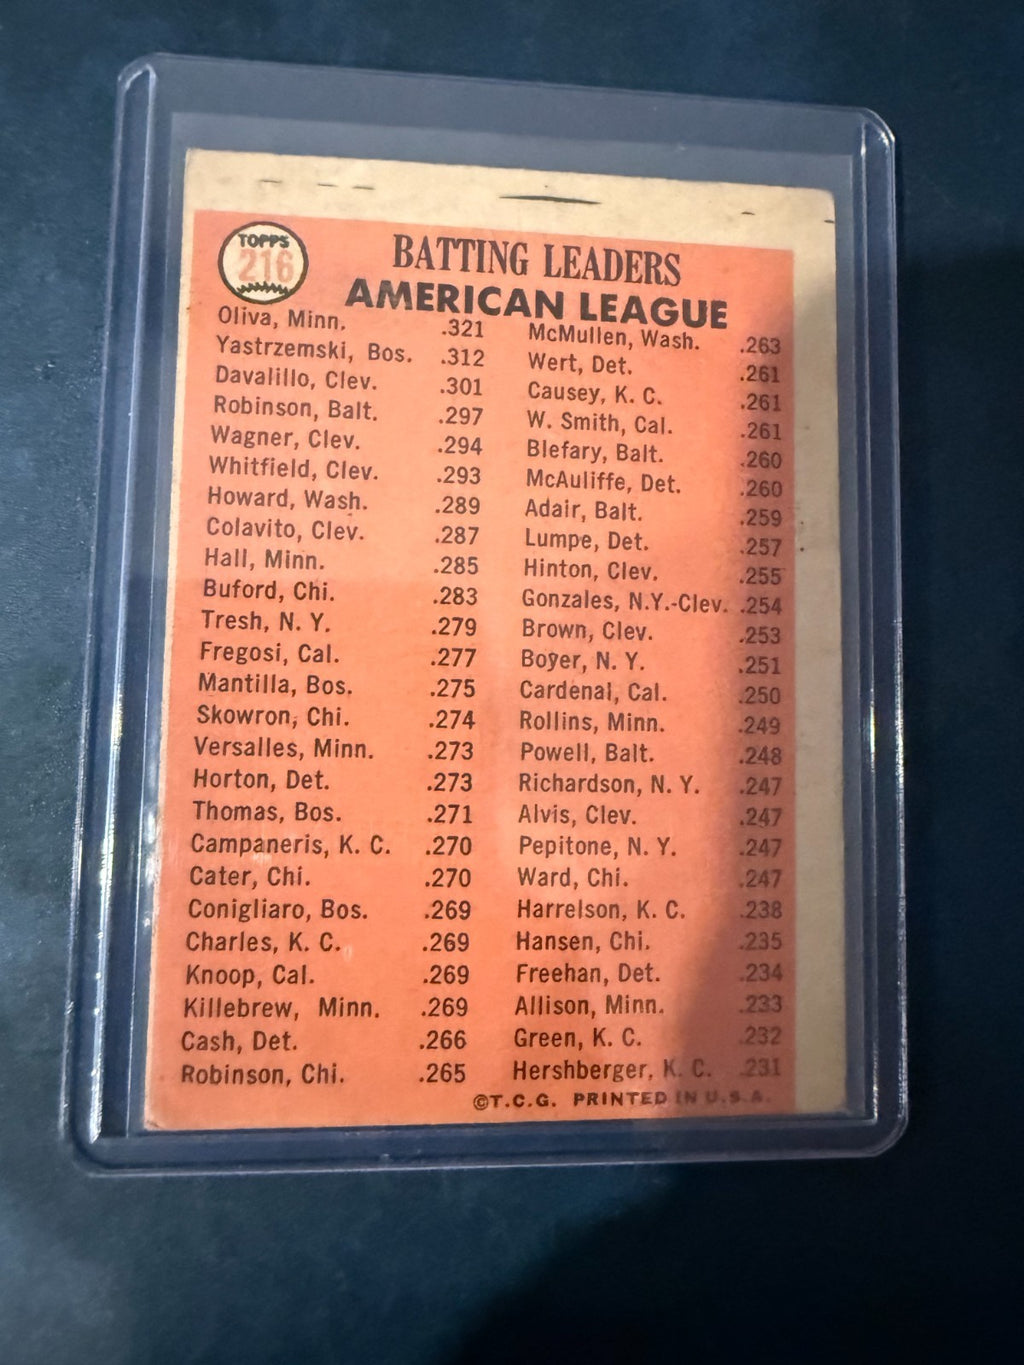 TOPPS
216
BATTING LEADERS
AMERICAN LEAGUE
Oliva, Minn. .321
Yastrzemski, Bos. .312
Davalillo, Clev. .301
Robinson, Balt. .297
Wagner, Clev. .294
Whitfield, Clev. .293
Howard, Wash. .289
Colavito, Clev. .287
Hall, Minn. .285
Buford, Chi. .283
Tresh, N. Y. .279
Fregosi, Cal. .277
Mantilla, Bos. .275
Skowron, Chi. .274
Versalles, Minn. .273
Horton, Det. .273
Thomas, Bos. .271
Campaneris, K. C. .270
Cater, Chi. .270
Conigliaro, Bos. .269
Charles, K. C. .269
Knoop, Cal. .269
Killebrew, Minn. .269
Cash, Det. .266
Robinson, Chi. .265
McMullen, Wash. .263
Wert, Det. .261
Causey, K. C. .261
W. Smith, Cal. .261
Blefary, Balt. .260
McAuliffe, Det. .260
Adair, Balt. .259
Lumpe, Det. .257
Hinton, Clev. .255
Gonzales, N.Y.-Clev. .254
Brown, Clev. .253
Boyer, N. Y. .251
Cardenal, Cal. .250
Rollins, Minn. .249
Powell, Balt. .248
Richardson, N. Y. .247
Alvis, Clev. .247
Pepitone, N. Y. .247
Ward, Chi. .247
Harrelson, K. C. .238
Hansen, Chi. .235
Freehan, Det. .234
Allison, Minn. .233
Green, K. C. .232
Hershberger, K. C. .231
©T.C.G. PRINTED IN U.S.A.